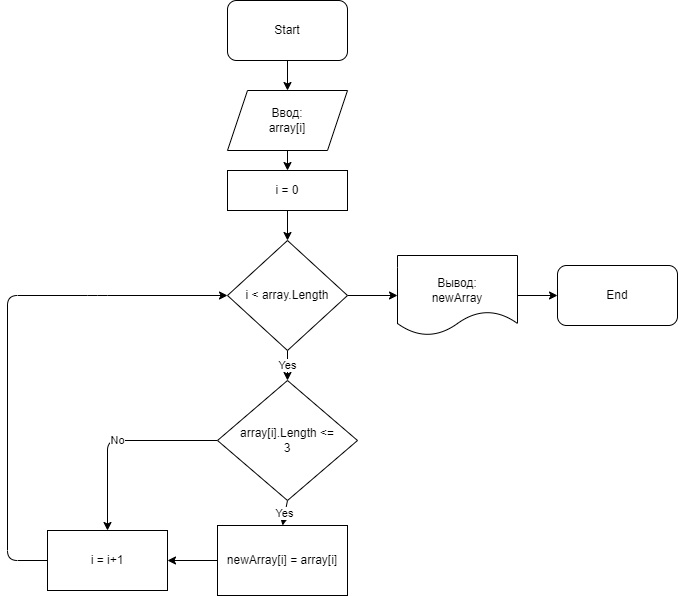 Start
Ввод:
array[i]
i = 0
i < array.Length
Вывод:
newArray
End
Yes
array[i].Length <=
3
No
Yes
i = i+1
newArray[i] = array[i]